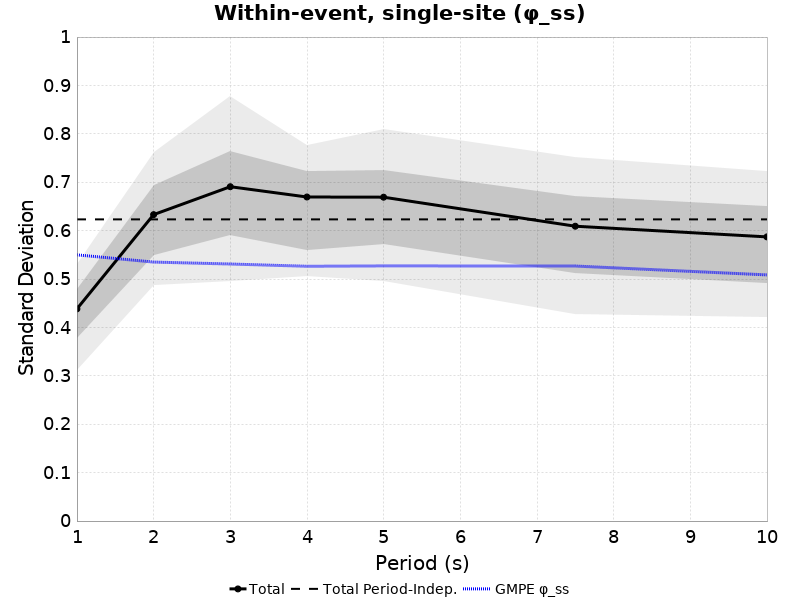 Within-event, single-site (φ_ss)
1
0.9
0.8
0.7
0.6
0.5
0.4
0.3
0.2
0.1
0
Standard Deviation
1 2 3 4 5 6 7 8 9 10
Period (s)
Total Total Period-Indep. GMPE φ_ss